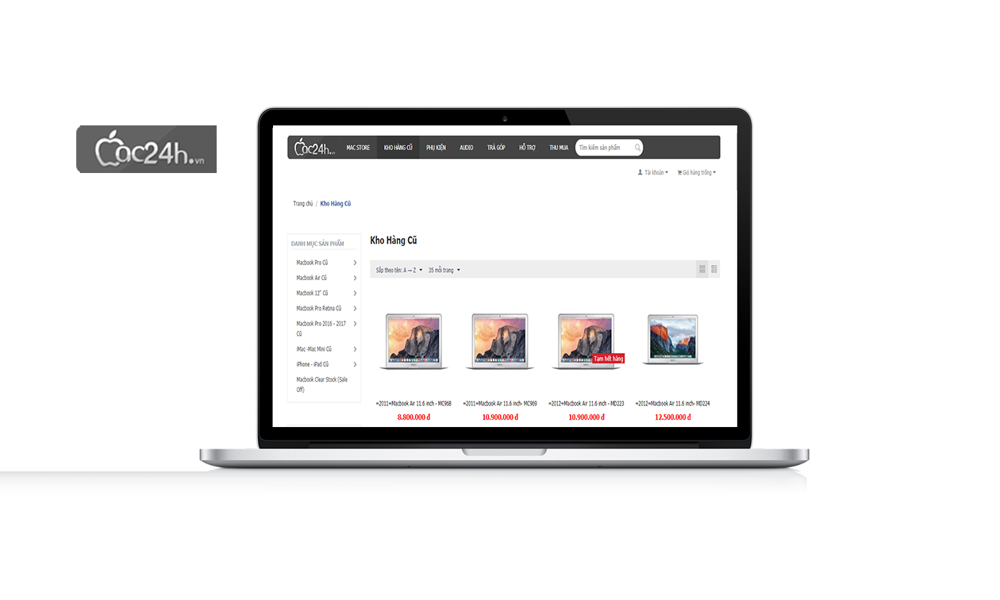 Mac24h.vn
Mac24h.vn MAC STORE KHO HÀNG CŨ PHỤ KIỆN AUDIO TRẢ GÓP HỖ TRỢ THU MUA Tìm kiếm sản phẩm
Tài khoản Giỏ hàng trống
Trang chủ / Kho Hàng Cũ
DANH MỤC SẢN PHẨM
Macbook Pro Cũ
Macbook Air Cũ
Macbook 12" Cũ
Macbook Pro Retina Cũ
Macbook Pro 2016 - 2017
Cũ
iMac -Mac Mini Cũ
iPhone - iPad Cũ
Macbook Clear Stock (Sale
Off)
Kho Hàng Cũ
Sắp theo tên: A → Z 35 mỗi trang
Tạm hết hàng
=2011=Macbook Air 11.6 inch - MC968 =2011=Macbook Air 11.6 inch- MC969 =2012=Macbook Air 11.6 inch - MD223 =2012=Macbook Air 11.6 inch- MD224
8.800.000 đ 10.900.000 đ 10.900.000 đ 12.500.000 đ